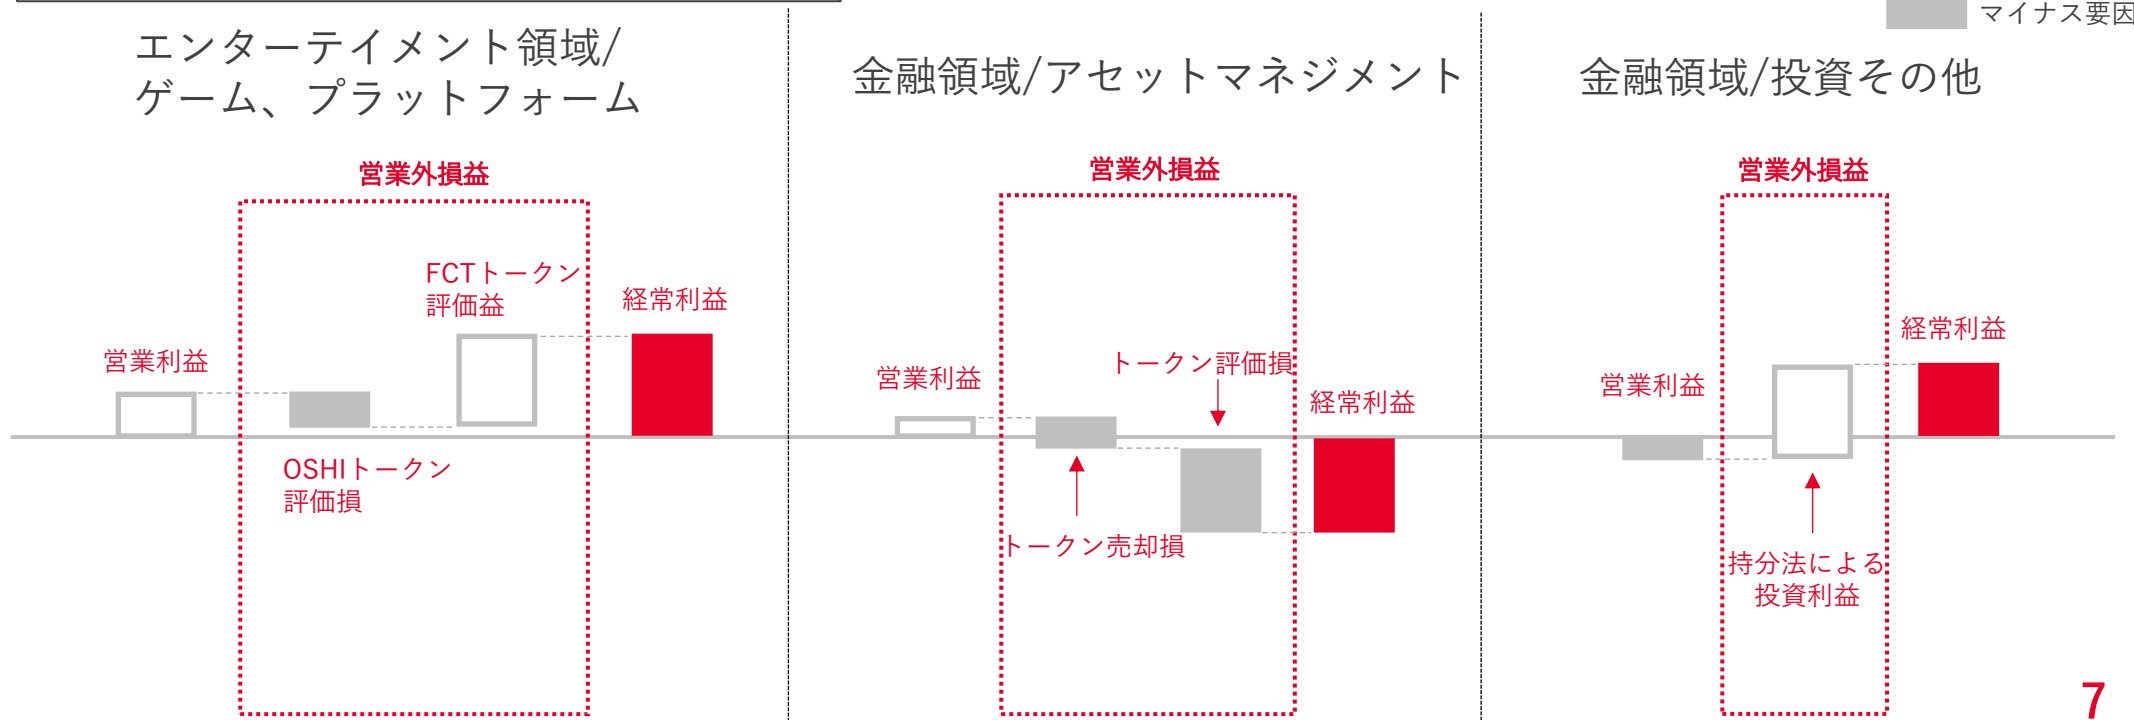 マイナス要因
エンターテイメント領域/
ゲーム、プラットフォーム
営業外損益
営業利益
OSHIトークン
評価損
FCTトークン
評価益
経常利益
金融領域/アセットマネジメント
営業外損益
営業利益
トークン売却損
トークン評価損
経常利益
金融領域/投資その他
営業外損益
営業利益
持分法による
投資利益
経常利益
7